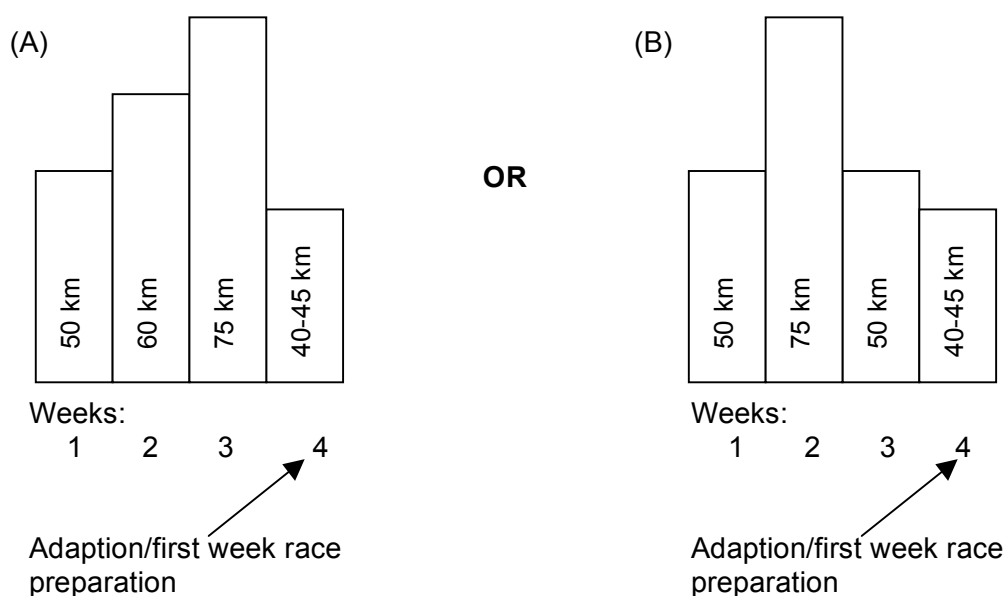 (A)
50 km
60 km
75 km
40-45 km
Weeks:
1 2 3 4
Adaption/first week race
preparation
OR
(B)
50 km
75 km
50 km
40-45 km
Weeks:
1 2 3 4
Adaption/first week race
preparation